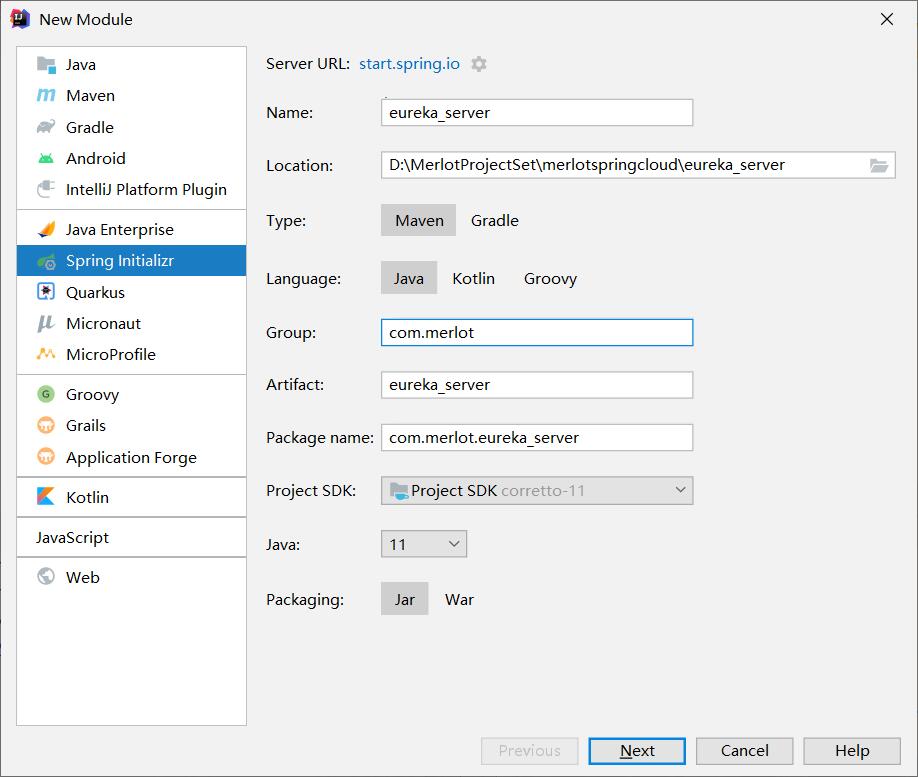 New Module
Java
Maven
Gradle
Android
IntelliJ Platform Plugin
Java Enterprise
Spring Initializr
Quarkus
Micronaut
MicroProfile
Groovy
Grails
Application Forge
Kotlin
JavaScript
Web
Server URL: start.spring.io
Name: eureka_server
Location: D:\MerlotProjectSet\merlotspringcloud\eureka_server
Type: Maven Gradle
Language: Java Kotlin Groovy
Group: com.merlot
Artifact: eureka_server
Package name: com.merlot.eureka_server
Project SDK: Project SDK corretto-11
Java: 11
Packaging: Jar War
Previous Next Cancel Help